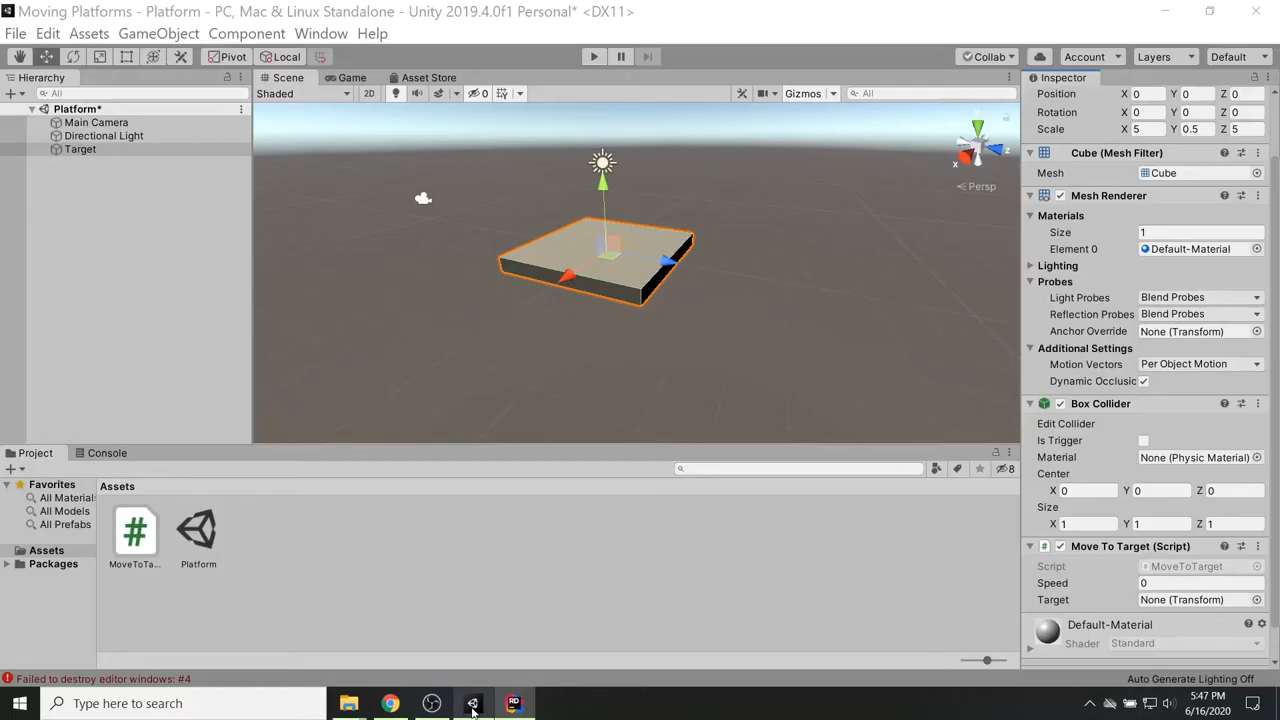 Moving Platforms - Platform - PC, Mac & Linux Standalone - Unity 2019.4.0f1 Personal* <DX11>
File Edit Assets GameObject Component Window Help
Pivot Local Collab Account Layers Default
Hierarchy Scene Game Asset Store Inspector
All Shaded 2D 0 Gizmos All
Position X 0 Y 0 Z 0
Platform*
Main Camera
Directional Light
Target
Rotation X 0 Y 0 Z 0
Scale X 5 Y 0.5 Z 5
x z
< Persp
Cube (Mesh Filter)
Mesh Cube
Mesh Renderer
Materials
Size 1
Element 0 Default-Material
Lighting
Probes
Light Probes Blend Probes
Reflection Probes Blend Probes
Anchor Override None (Transform)
Additional Settings
Motion Vectors Per Object Motion
Dynamic Occlusic
Box Collider
Edit Collider
Is Trigger
Material None (Physic Material)
Center
X 0 Y 0 Z 0
Size
X 1 Y 1 Z 1
Move To Target (Script)
Script # MoveToTarget
Speed 0
Target None (Transform)
Default-Material
Shader Standard
Project Console
8
Favorites
All Materials
All Models
All Prefabs
Assets
Packages
Assets
#
MoveToTa... Platform
Failed to destroy editor windows: #4
Auto Generate Lighting Off
Type here to search
RD
5:47 PM
6/16/2020